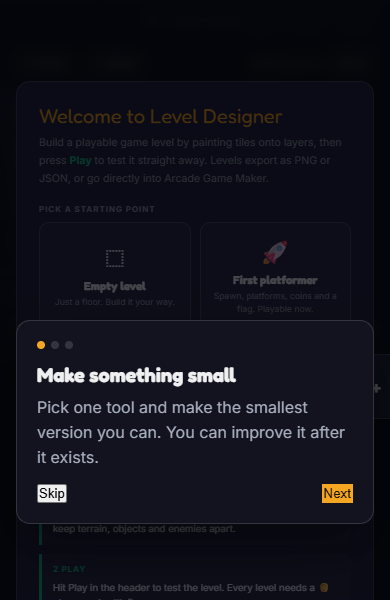 Welcome to Level Designer
Build a playable game level by painting tiles onto layers, then
press Play to test it straight away. Levels export as PNG or
JSON, or go directly into Arcade Game Maker.
PICK A STARTING POINT
Empty level
Just a floor. Build it your way.
First platformer
Spawn, platforms, coins and a
flag. Playable now.
Make something small
Pick one tool and make the smallest
version you can. You can improve it after
it exists.
Skip
Next
keep terrain, objects and enemies apart.
2 PLAY
Hit Play in the header to test the level. Every level needs a